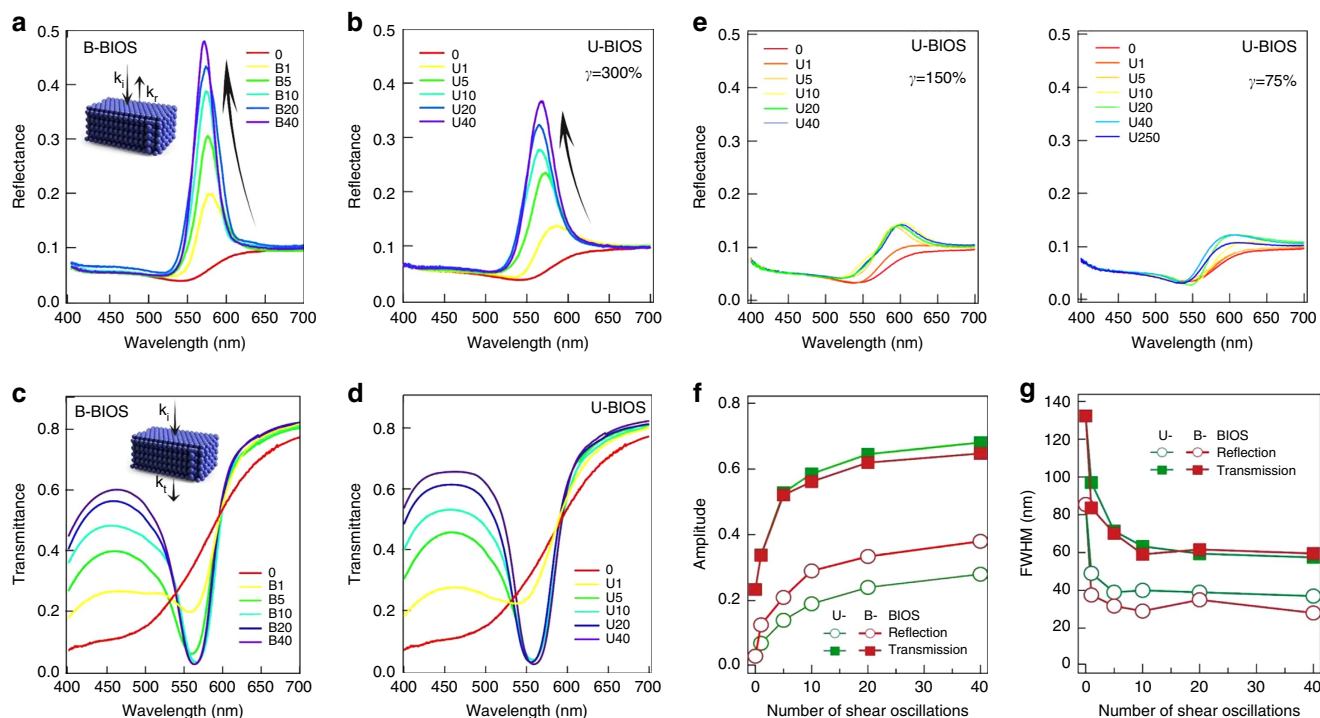 a
B-BIOS
k_i
k_r
0
B1
B5
B10
B20
B40
Reflectance
0.5
0.4
0.3
0.2
0.1
0.0
400 450 500 550 600 650 700
Wavelength (nm)
b
U-BIOS
γ=300%
0
U1
U5
U10
U20
U40
Reflectance
0.5
0.4
0.3
0.2
0.1
0.0
400 450 500 550 600 650 700
Wavelength (nm)
e
U-BIOS
γ=150%
0
U1
U5
U10
U20
U40
Reflectance
0.5
0.4
0.3
0.2
0.1
0.0
400 450 500 550 600 650 700
Wavelength (nm)
U-BIOS
γ=75%
0
U1
U5
U10
U20
U40
U250
0.5
0.4
0.3
0.2
0.1
0.0
400 450 500 550 600 650 700
Wavelength (nm)
c
B-BIOS
k_i
k_t
0
B1
B5
B10
B20
B40
Transmittance
0.8
0.6
0.4
0.2
0.0
400 450 500 550 600 650 700
Wavelength (nm)
d
U-BIOS
0
U1
U5
U10
U20
U40
Transmittance
0.8
0.6
0.4
0.2
0.0
400 450 500 550 600 650 700
Wavelength (nm)
f
Amplitude
0.8
0.6
0.4
0.2
0.0
U- B- BIOS
Reflection
Transmission
0 10 20 30 40
Number of shear oscillations
g
FWHM (nm)
140
120
100
80
60
40
20
0
U- B- BIOS
Reflection
Transmission
0 10 20 30 40
Number of shear oscillations